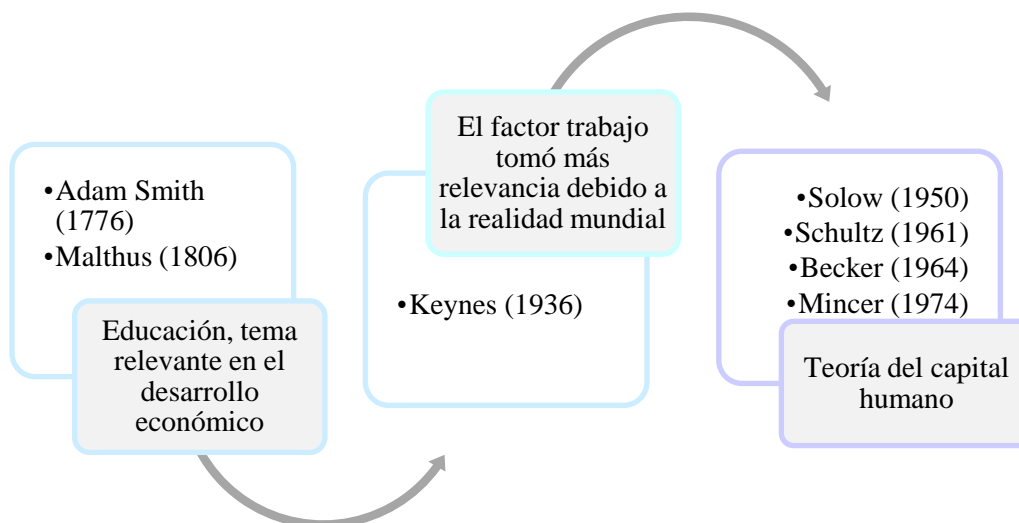 •Adam Smith
(1776)
•Malthus (1806)
Educación, tema
relevante en el
desarrollo
económico
El factor trabajo
tomó más
relevancia debido a
la realidad mundial
•Keynes (1936)
•Solow (1950)
•Schultz (1961)
•Becker (1964)
•Mincer (1974)
Teoría del capital
humano